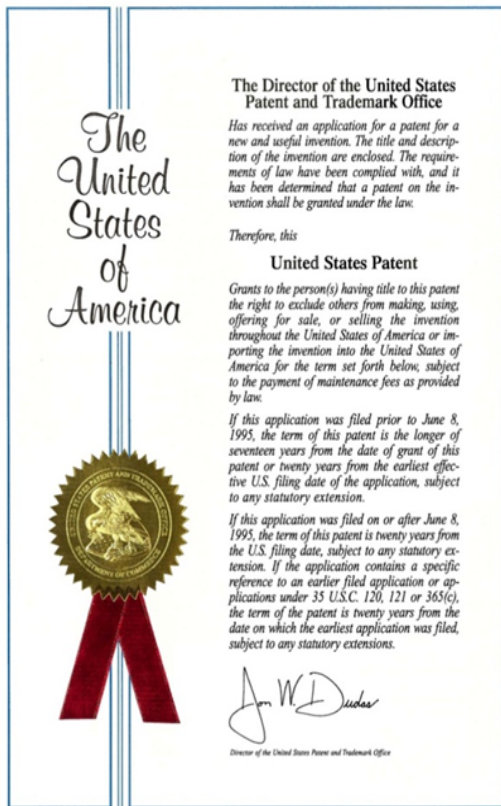 The
United
States
of
America
UNITED STATES PATENT AND TRADEMARK OFFICE
DEPARTMENT OF COMMERCE
The Director of the United States
Patent and Trademark Office
Has received an application for a patent for a
new and useful invention. The title and descrip-
tion of the invention are enclosed. The require-
ments of law have been complied with, and it
has been determined that a patent on the in-
vention shall be granted under the law.
Therefore, this
United States Patent
Grants to the person(s) having title to this patent
the right to exclude others from making, using,
offering for sale, or selling the invention
throughout the United States of America or im-
porting the invention into the United States of
America for the term set forth below, subject
to the payment of maintenance fees as provided
by law.
If this application was filed prior to June 8,
1995, the term of this patent is the longer of
seventeen years from the date of grant of this
patent or twenty years from the earliest effec-
tive U.S. filing date of the application, subject
to any statutory extension.
If this application was filed on or after June 8,
1995, the term of this patent is twenty years from
the U.S. filing date, subject to any statutory ex-
tension. If the application contains a specific
reference to an earlier filed application or ap-
plications under 35 U.S.C. 120, 121 or 365(c),
the term of the patent is twenty years from the
date on which the earliest application was filed,
subject to any statutory extensions.
Jon W. Dudas
Director of the United States Patent and Trademark Office